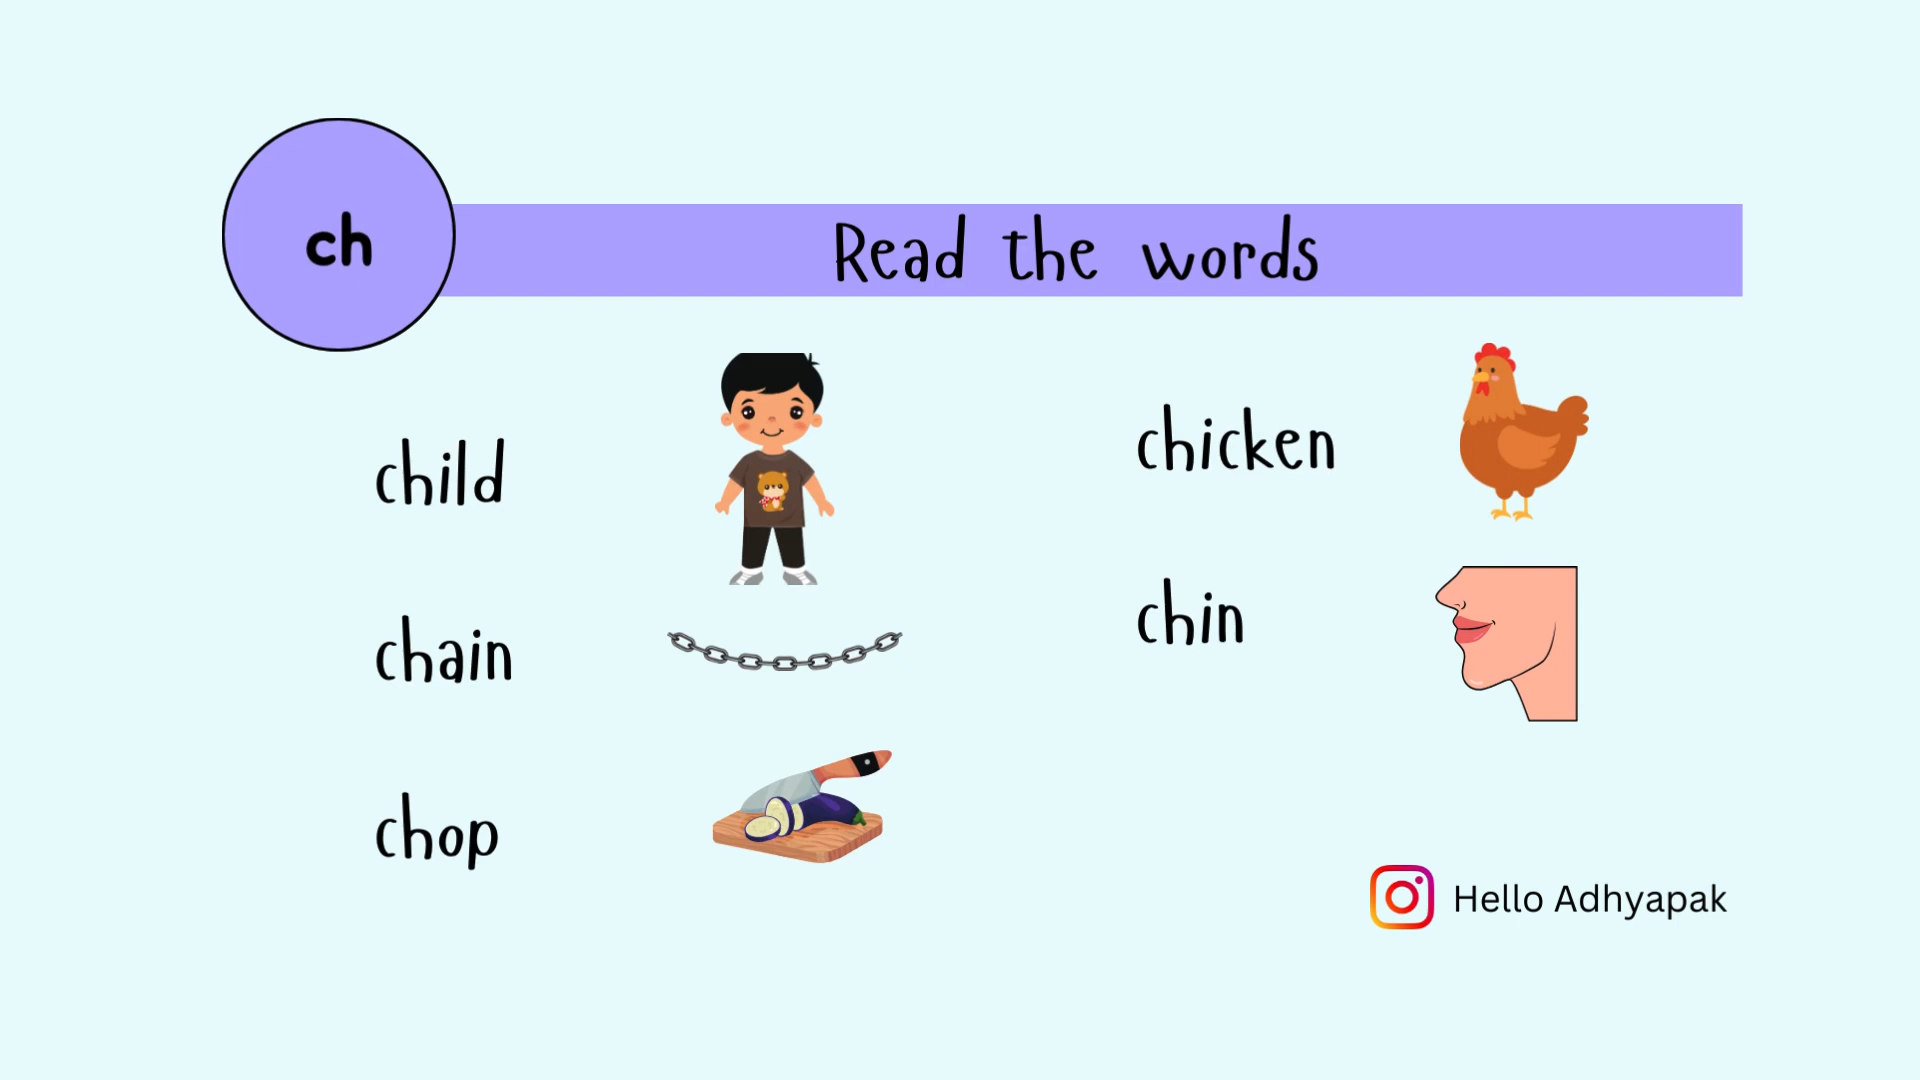 ch
Read the words
child
chain
chop
chicken
chin
Hello Adhyapak